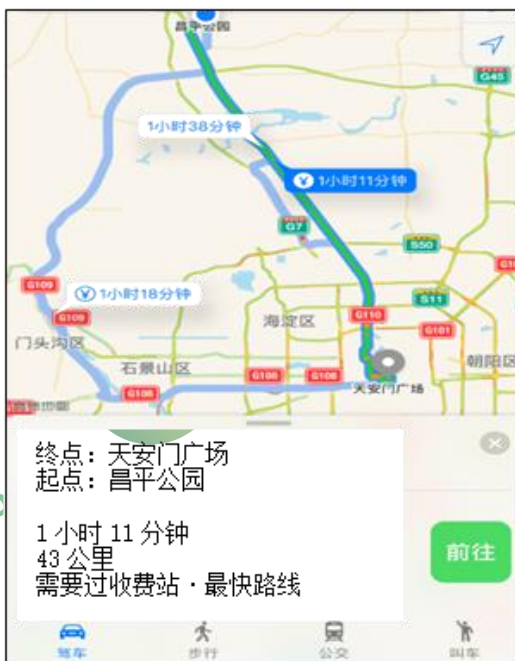 昌平公园
G45
1小时38分钟
¥ 1小时11分钟
G7
S50
G109
¥ 1小时18分钟
G109
S11
G110
海淀区
G101
门头沟区
石景山区
朝阳区
G108
G108
G108
天安门广场
高德地图
终点：天安门广场
起点：昌平公园
1 小时 11 分钟
43 公里
需要过收费站·最快路线
前往
驾车
步行
公交
叫车